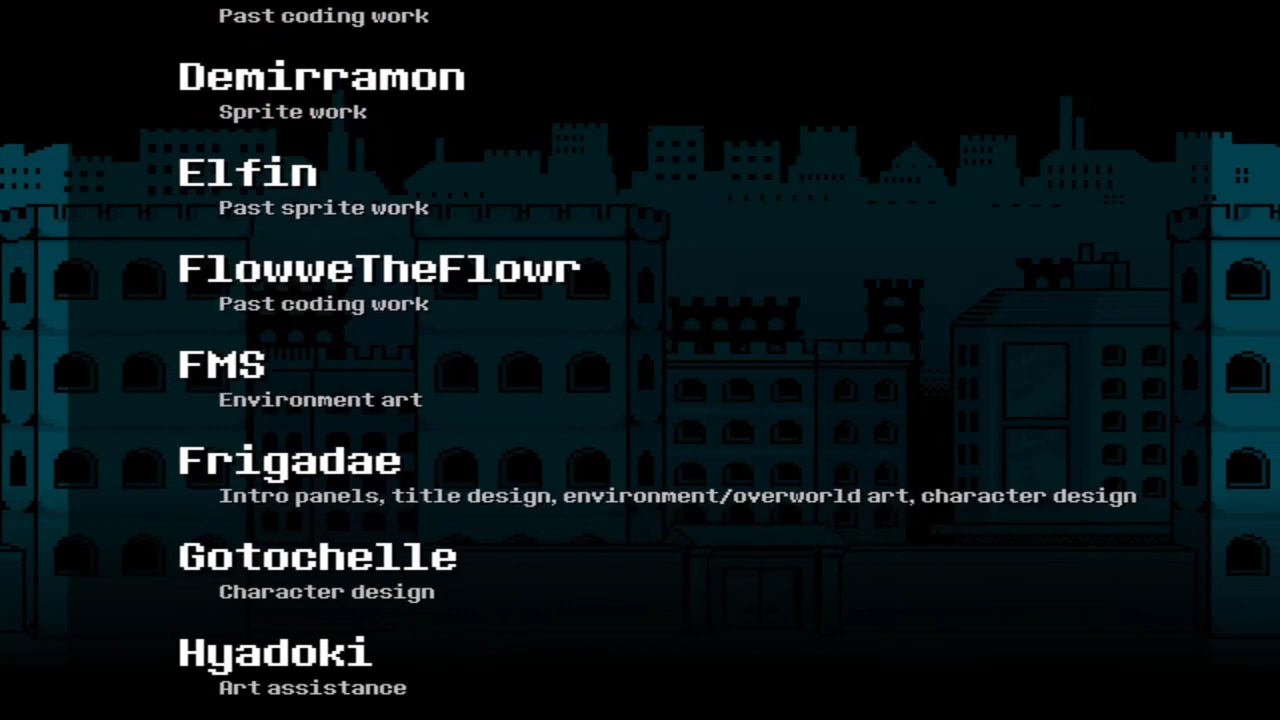 Past coding work
Demirramon
Sprite work
Elfin
Past sprite work
FlowweTheFlowr
Past coding work
FMS
Environment art
Frigadae
Intro panels, title design, environment/overworld art, character design
Gotochelle
Character design
Hyadoki
Art assistance